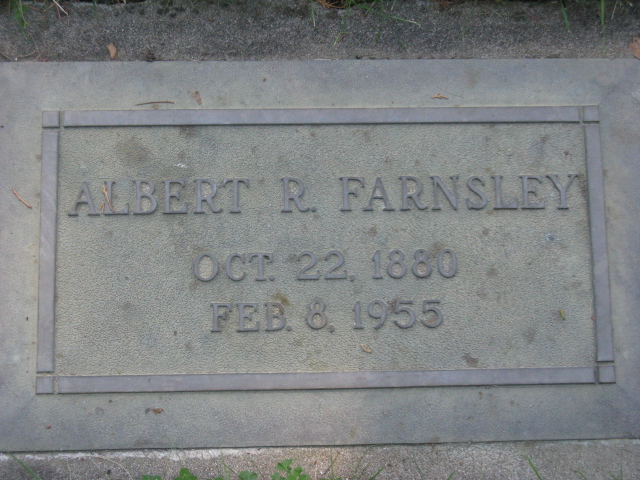 ALBERT R. FARNSLEY
OCT. 22, 1880
FEB. 8, 1955